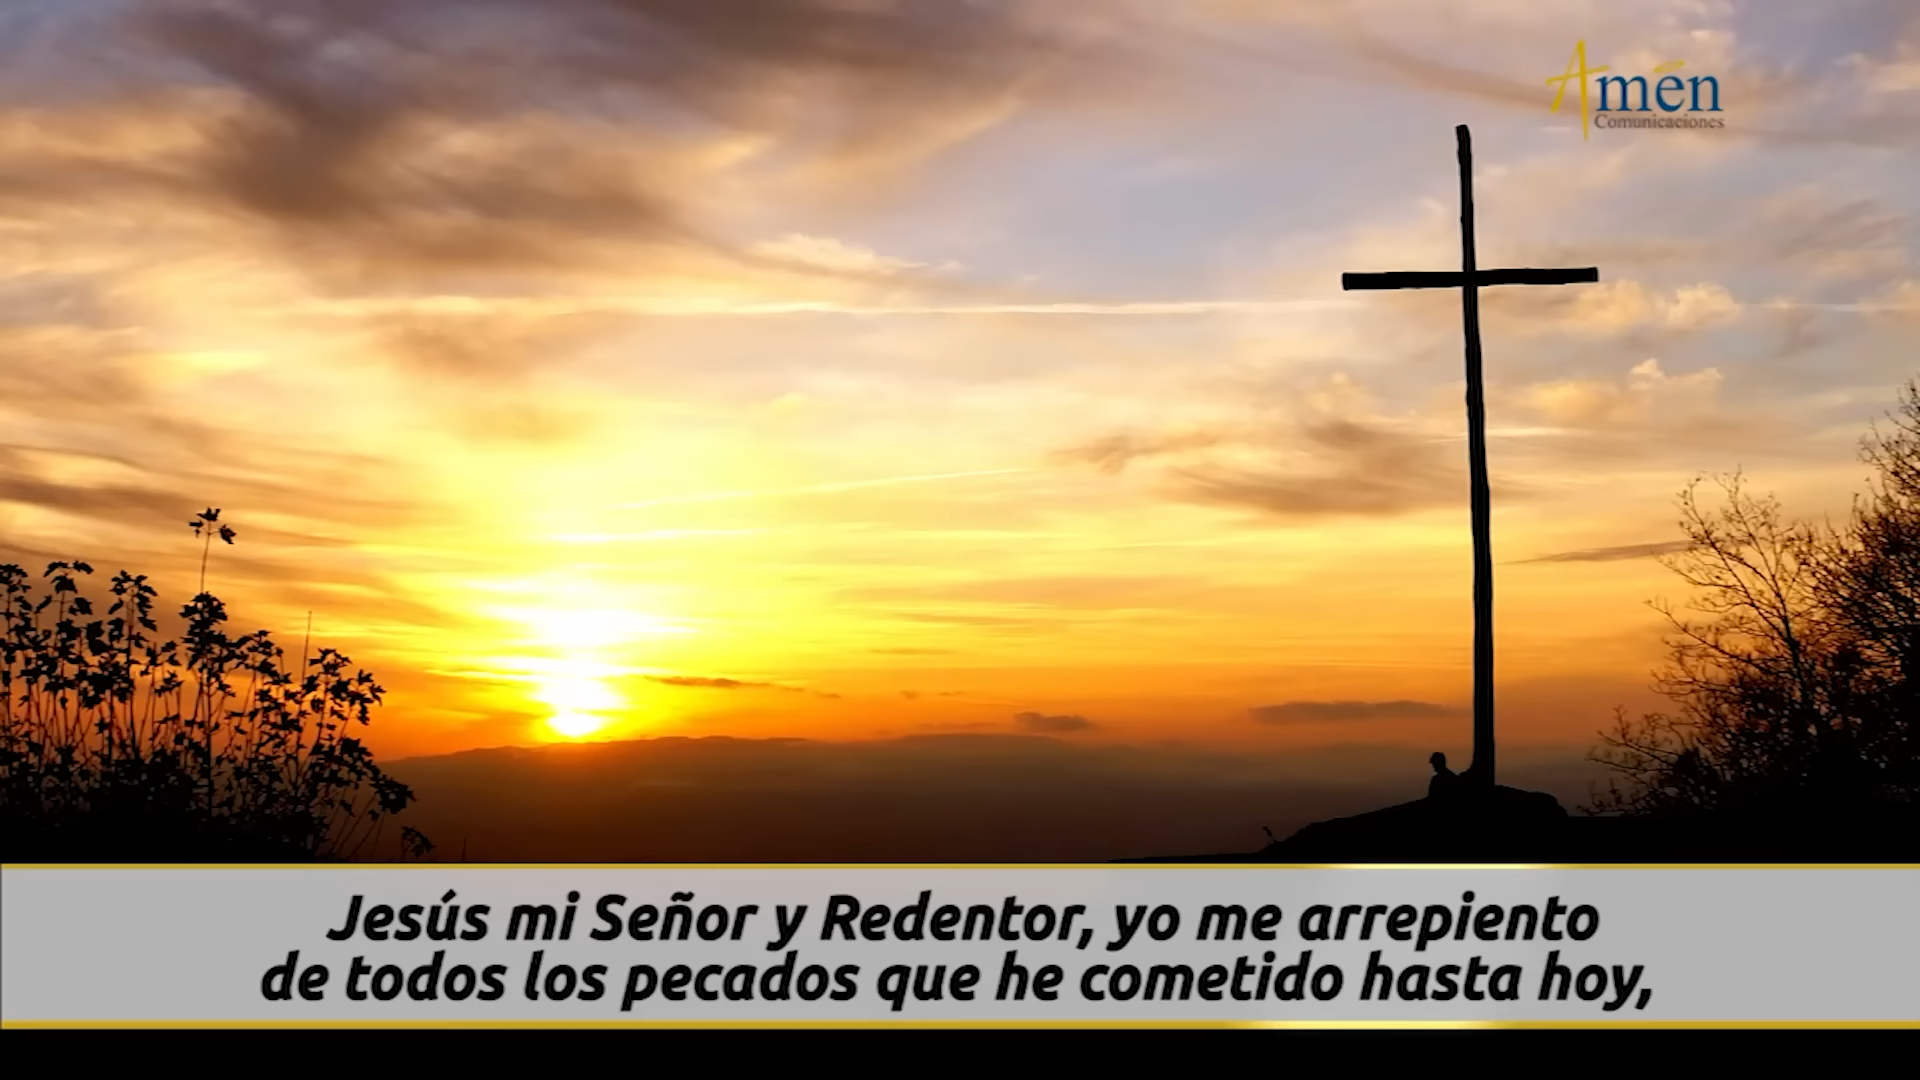 Amén
Comunicaciones
Jesús mi Señor y Redentor, yo me arrepiento
de todos los pecados que he cometido hasta hoy,